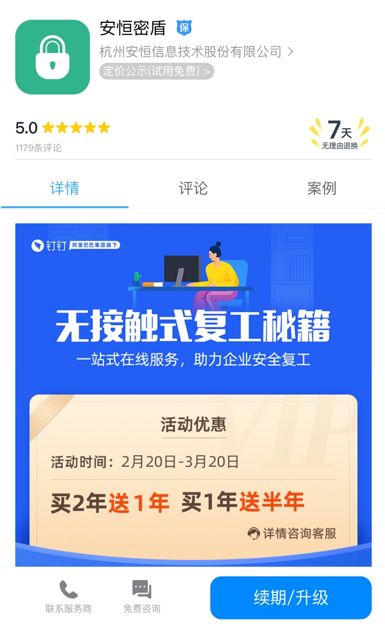 安恒密盾 保
杭州安恒信息技术股份有限公司 >
定价公示(试用免费) >
5.0
1179条评论
7天
无理由退换
详情 评论 案例
钉钉 阿里巴巴集团旗下
无接触式复工秘籍
一站式在线服务，助力企业安全复工
VIP
活动优惠
活动时间：2月20日-3月20日
买2年送1年 买1年送半年
详情咨询客服
联系服务商 免费咨询 续期/升级